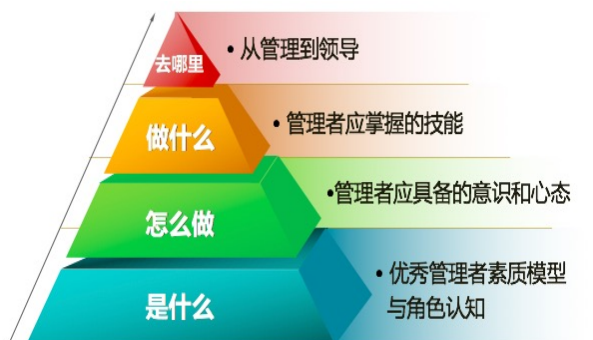 去哪里
• 从管理到领导
做什么
• 管理者应掌握的技能
怎么做
•管理者应具备的意识和心态
是什么
• 优秀管理者素质模型
与角色认知